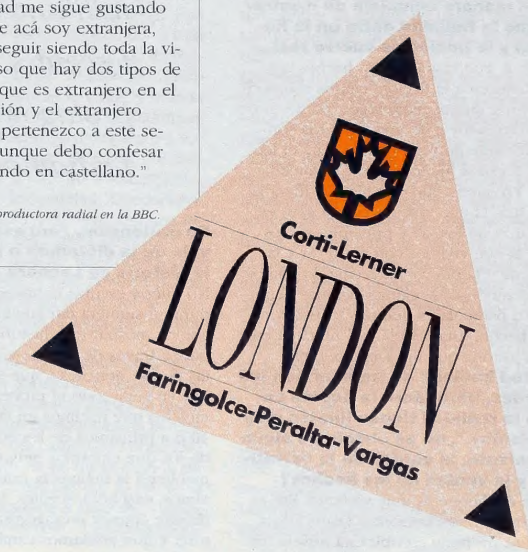 ad me sigue gustando
e acá soy extranjera,
seguir siendo toda la vi-
so que hay dos tipos de
que es extranjero en el
ión y el extranjero
pertenezco a este se-
unque debo confesar
ndo en castellano."
productora radial en la BBC.
Corti-Lerner
LONDON
Faringolce-Peralta-Vargas